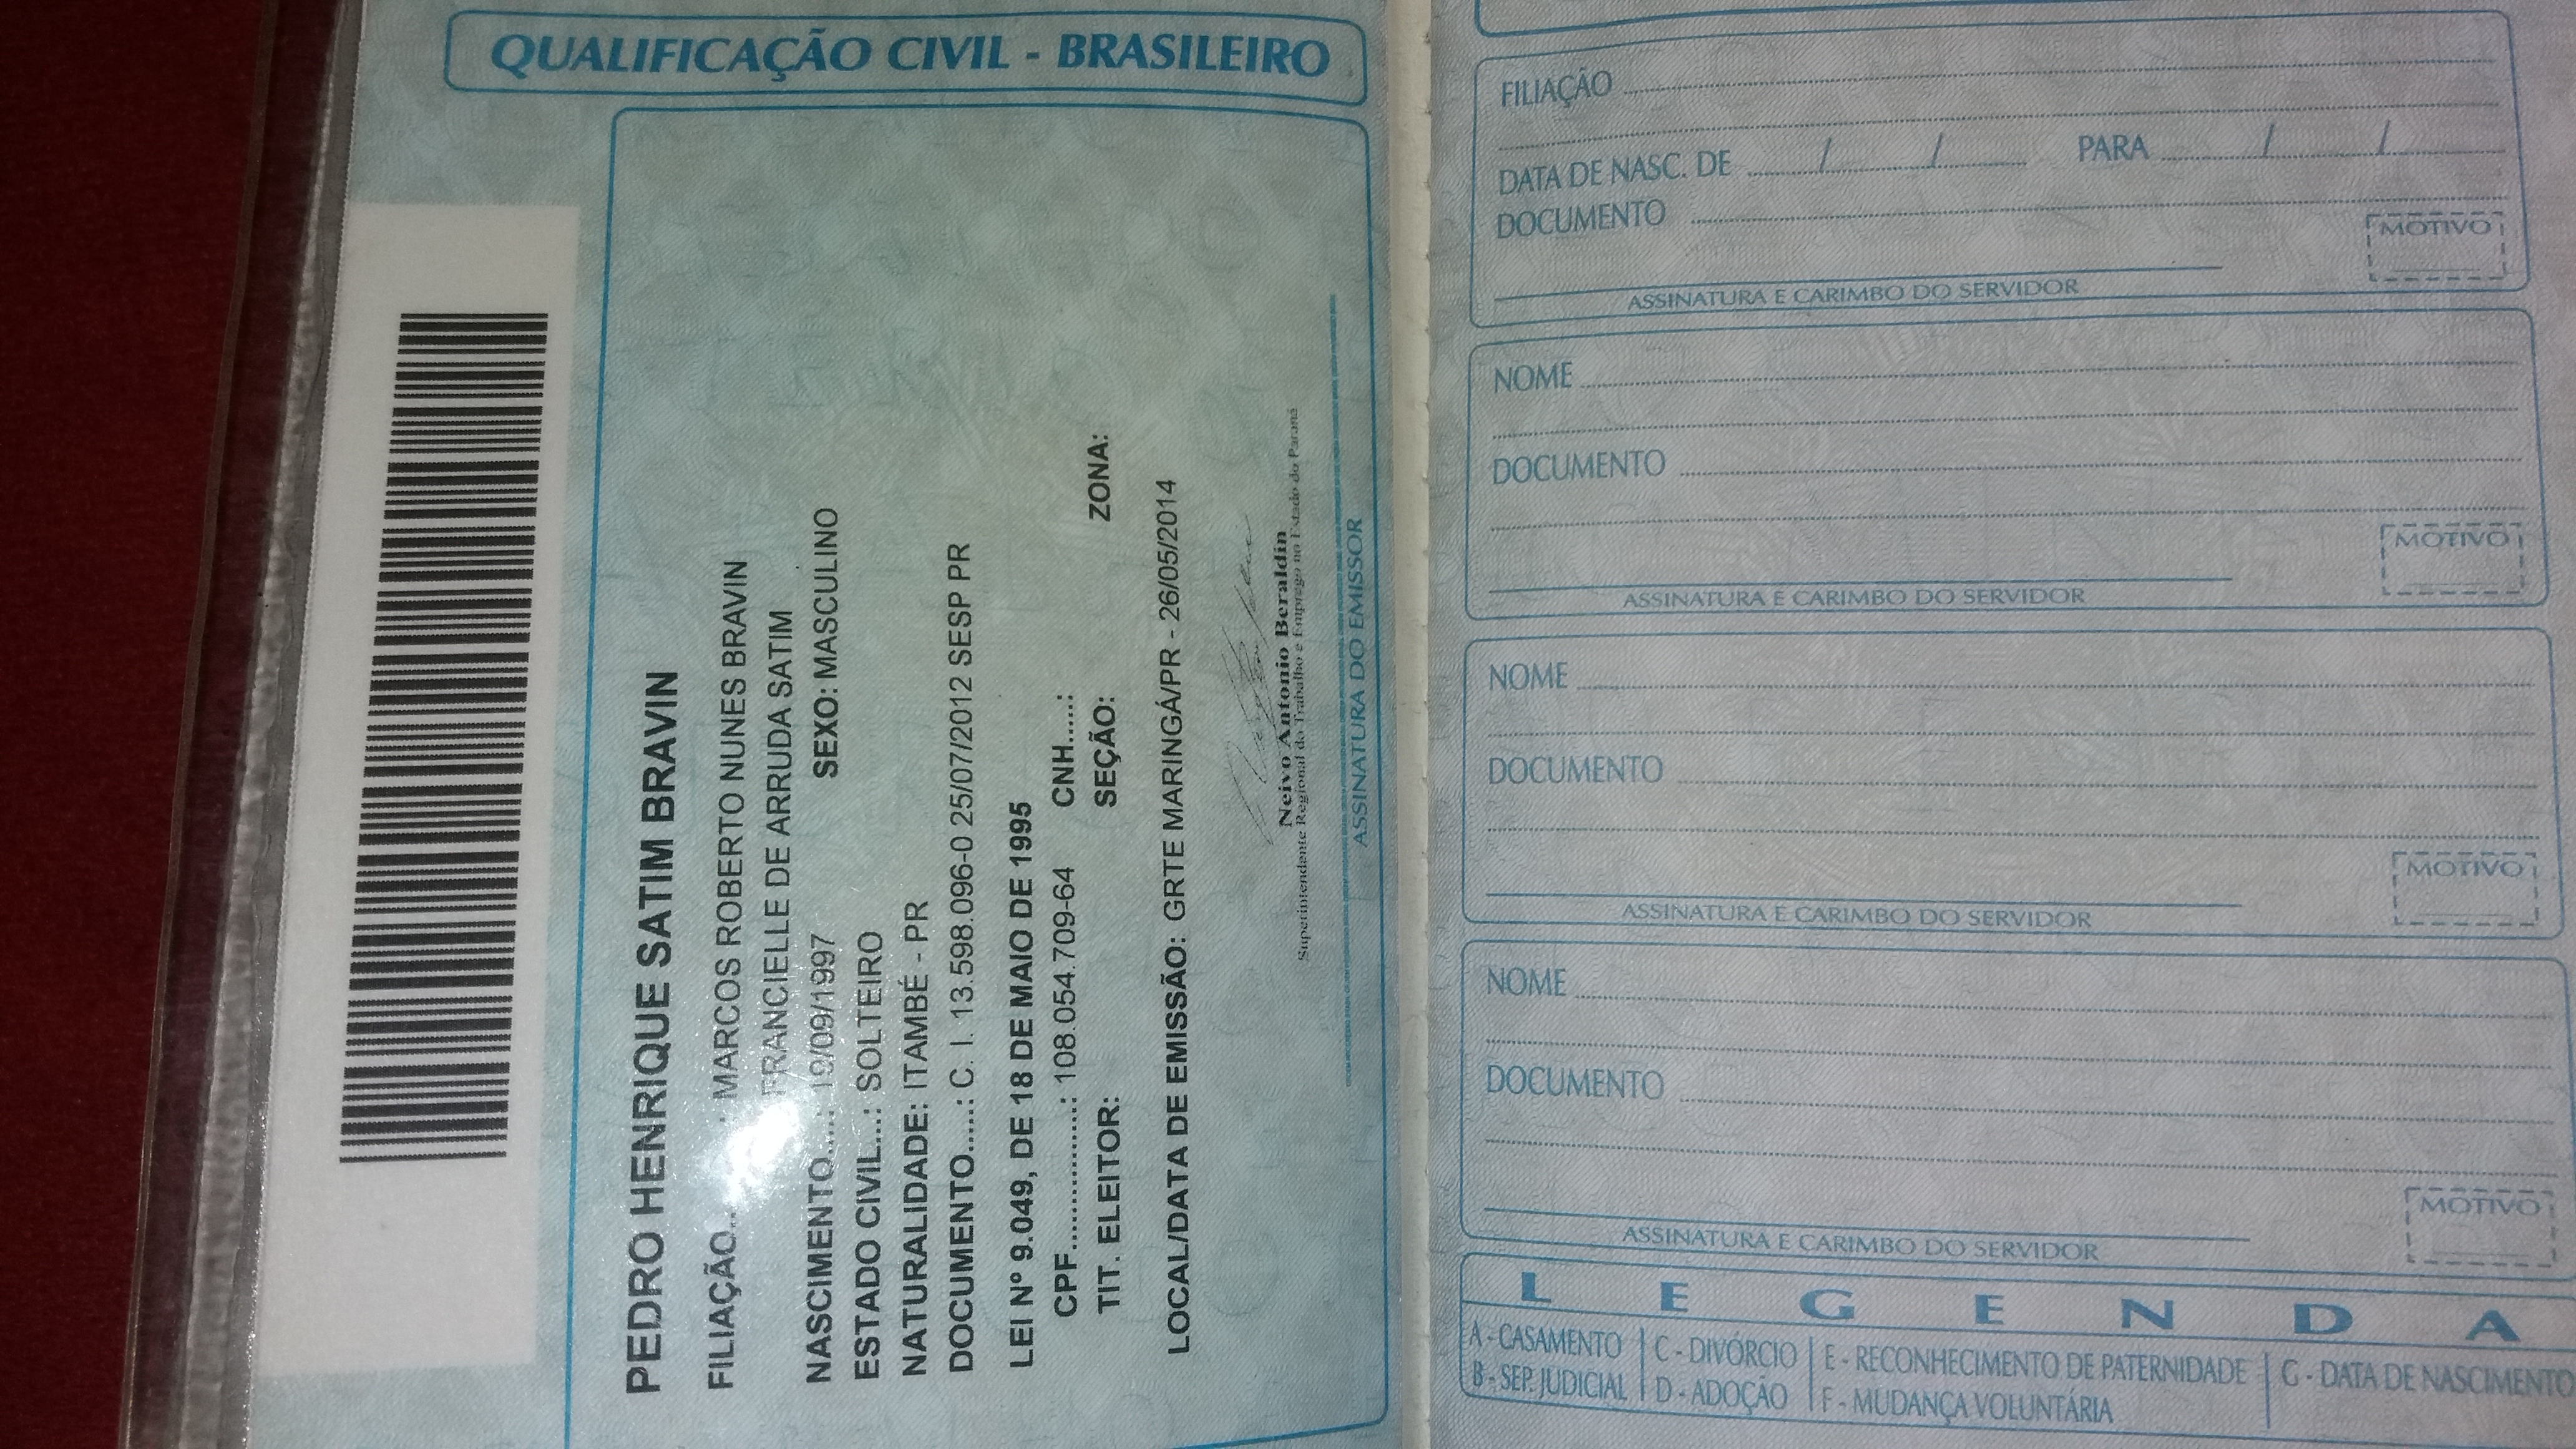 QUALIFICAÇÃO CIVIL - BRASILEIRO
PEDRO HENRIQUE SATIM BRAVIN
FILIAÇÃO...: MARCOS ROBERTO NUNES BRAVIN
FRANCIELLE DE ARRUDA SATIM
NASCIMENTO....: 19/09/1997 SEXO: MASCULINO
ESTADO CIVIL...: SOLTEIRO
NATURALIDADE: ITAMBÉ - PR
DOCUMENTO.....: C. I. 13.598.096-0 25/07/2012 SESP PR
LEI Nº 9.049, DE 18 DE MAIO DE 1995
CPF..............: 108.054.709-64 CNH.....:
TIT. ELEITOR: SEÇÃO: ZONA:
LOCAL/DATA DE EMISSÃO: GRTE MARINGÁ/PR - 26/05/2014
Neivo Antonio Beraldin
Superintendente Regional do Trabalho e Emprego no Estado do Paraná
ASSINATURA DO EMISSOR
FILIAÇÃO
DATA DE NASC. DE / / PARA / /
DOCUMENTO
MOTIVO
ASSINATURA E CARIMBO DO SERVIDOR
NOME
DOCUMENTO
MOTIVO
ASSINATURA E CARIMBO DO SERVIDOR
NOME
DOCUMENTO
MOTIVO
ASSINATURA E CARIMBO DO SERVIDOR
NOME
DOCUMENTO
MOTIVO
ASSINATURA E CARIMBO DO SERVIDOR
LEGENDA
A - CASAMENTO C - DIVÓRCIO E - RECONHECIMENTO DE PATERNIDADE G - DATA DE NASCIMENTO
B - SEP. JUDICIAL D - ADOÇÃO F - MUDANÇA VOLUNTÁRIA